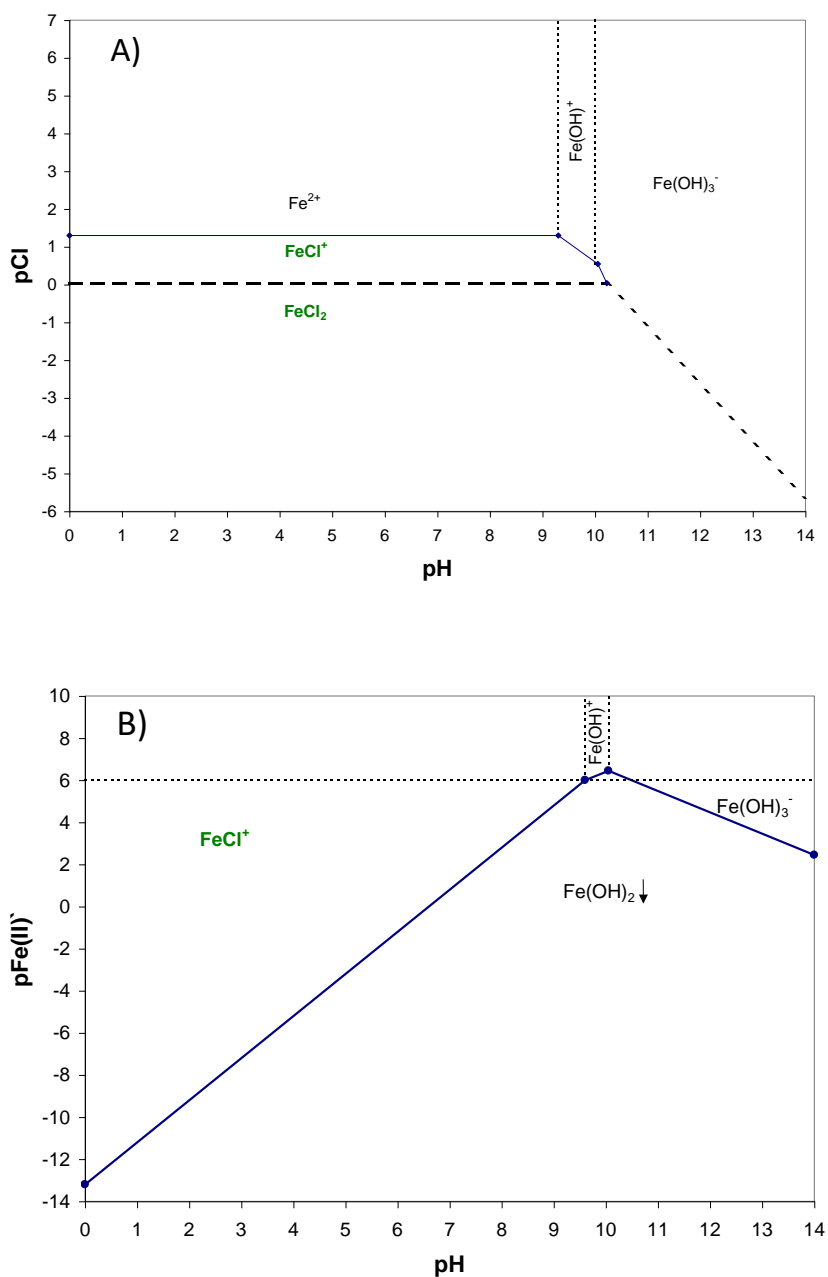 A)
7
6
5
4
3
2
1
0
-1
-2
-3
-4
-5
-6
pCl
Fe²⁺
FeCl⁺
FeCl₂
Fe(OH)⁺
Fe(OH)₃⁻
0 1 2 3 4 5 6 7 8 9 10 11 12 13 14
pH
B)
10
8
6
4
2
0
-2
-4
-6
-8
-10
-12
-14
pFe(II)`
FeCl⁺
Fe(OH)⁺
Fe(OH)₃⁻
Fe(OH)₂↓
0 1 2 3 4 5 6 7 8 9 10 11 12 13 14
pH